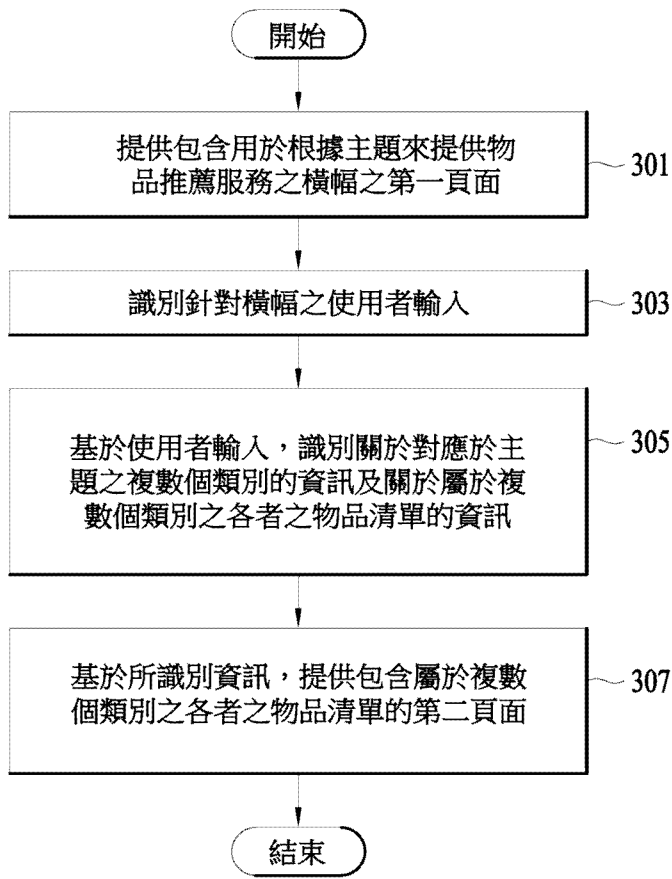 開始
提供包含用於根據主題來提供物
品推薦服務之橫幅之第一頁面
301
識別針對橫幅之使用者輸入
303
基於使用者輸入，識別關於對應於主
題之複數個類別的資訊及關於屬於複
數個類別之各者之物品清單的資訊
305
基於所識別資訊，提供包含屬於複數
個類別之各者之物品清單的第二頁面
307
結束